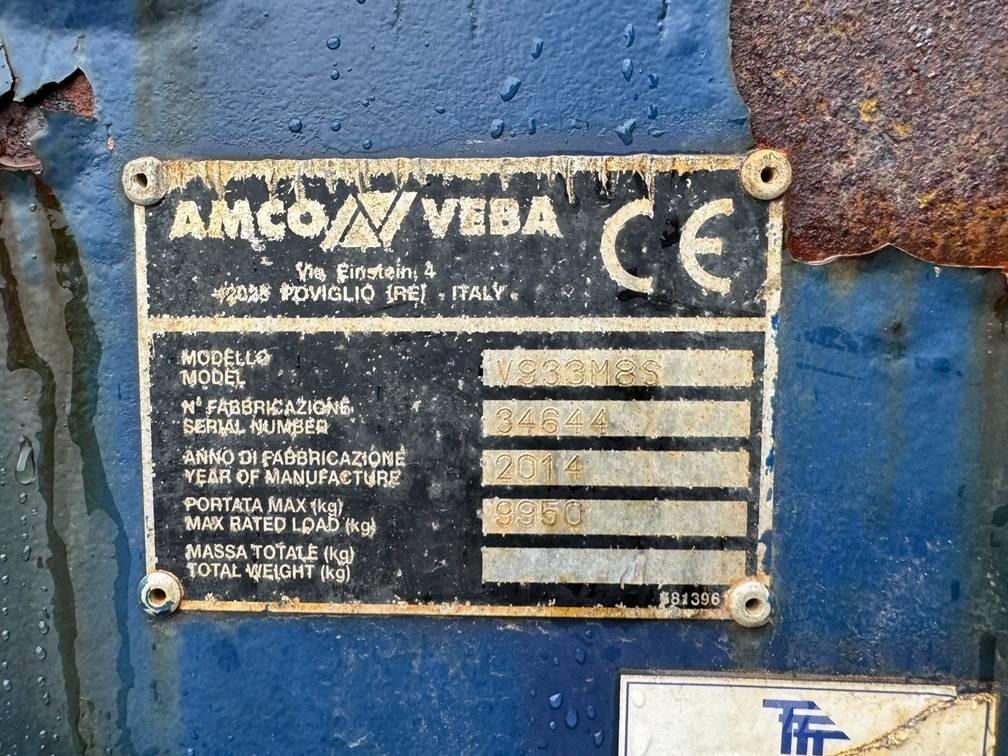 AMCO VEBA CE
Via Einstein, 4
42028 POVIGLIO (RE) - ITALY
MODELLO
MODEL V933M8S
N° FABBRICAZIONE
SERIAL NUMBER 34644
ANNO DI FABBRICAZIONE
YEAR OF MANUFACTURE 2014
PORTATA MAX (kg)
MAX RATED LOAD (kg) 9950
MASSA TOTALE (kg)
TOTAL WEIGHT (kg)
581396